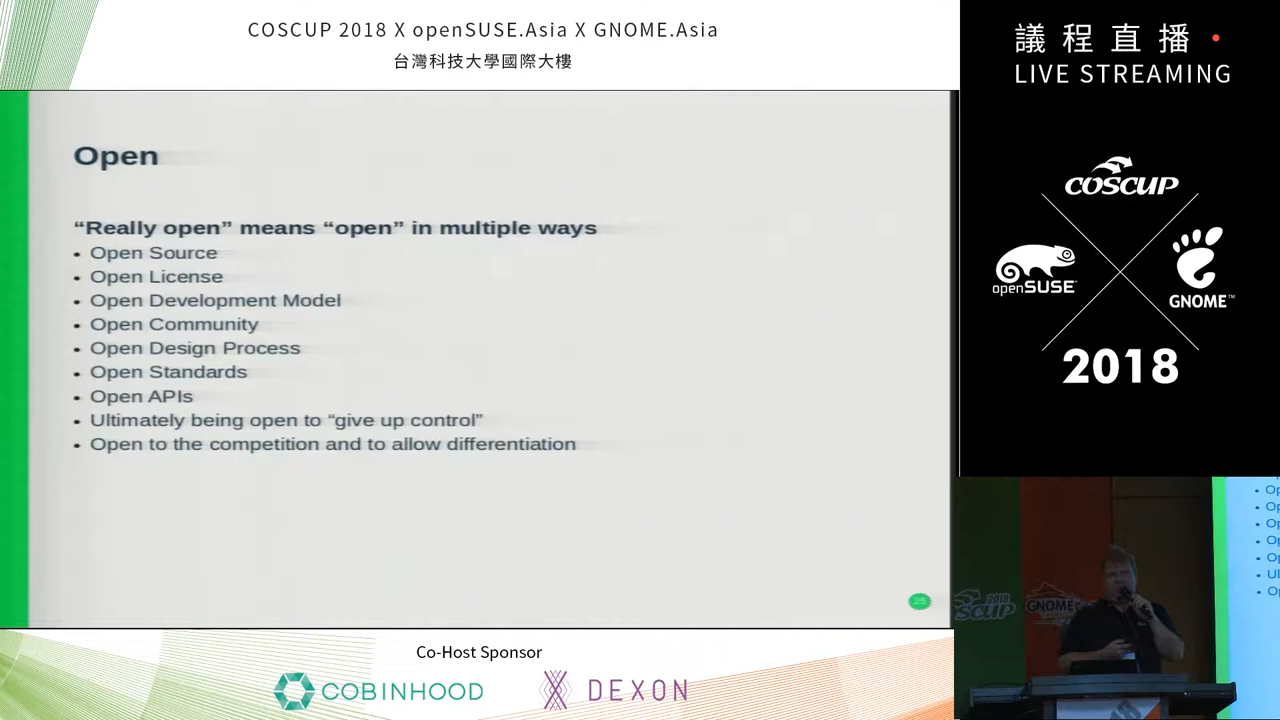 COSCUP 2018 X openSUSE.Asia X GNOME.Asia
台灣科技大學國際大樓
議程直播
LIVE STREAMING
Open
“Really open” means “open” in multiple ways
• Open Source
• Open License
• Open Development Model
• Open Community
• Open Design Process
• Open Standards
• Open APIs
• Ultimately being open to “give up control”
• Open to the competition and to allow differentiation
25
COSCUP
openSUSE
GNOME™
2018
Co-Host Sponsor
COBINHOOD
DEXON
2018
GNOME